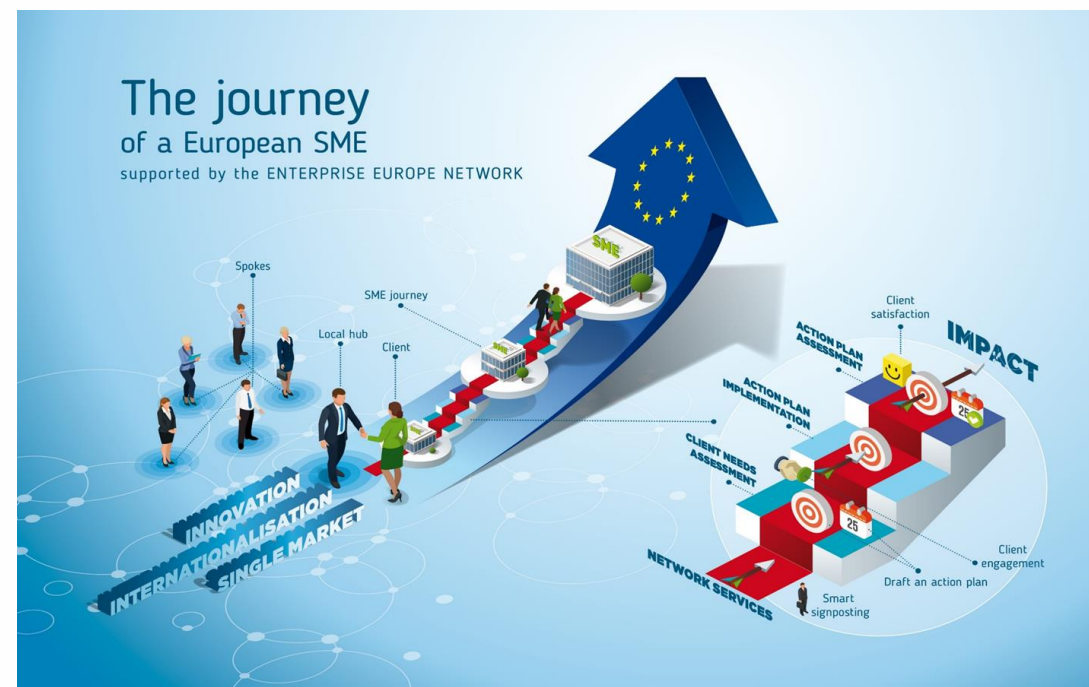 The journey
of a European SME
supported by the ENTERPRISE EUROPE NETWORK
Spokes
SME journey
Local hub
Client
SME
SME
SME
INNOVATION
INTERNATIONALISATION
SINGLE MARKET
Client
satisfaction
IMPACT
ACTION PLAN
ASSESSMENT
25
ACTION PLAN
IMPLEMENTATION
CLIENT NEEDS
ASSESSMENT
25
Client
engagement
Draft an action plan
NETWORK SERVICES
Smart
signposting